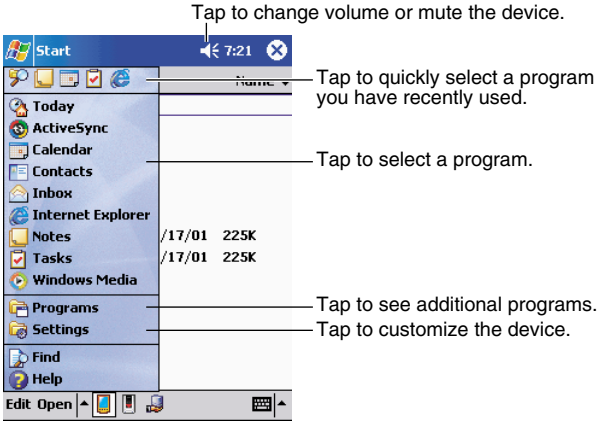 Tap to change volume or mute the device.
Start 7:21
Name
Tap to quickly select a program
you have recently used.
Today
ActiveSync
Calendar
Tap to select a program.
Contacts
Inbox
Internet Explorer
Notes /17/01 225K
Tasks /17/01 225K
Windows Media
Programs
Tap to see additional programs.
Settings
Tap to customize the device.
Find
Help
Edit Open